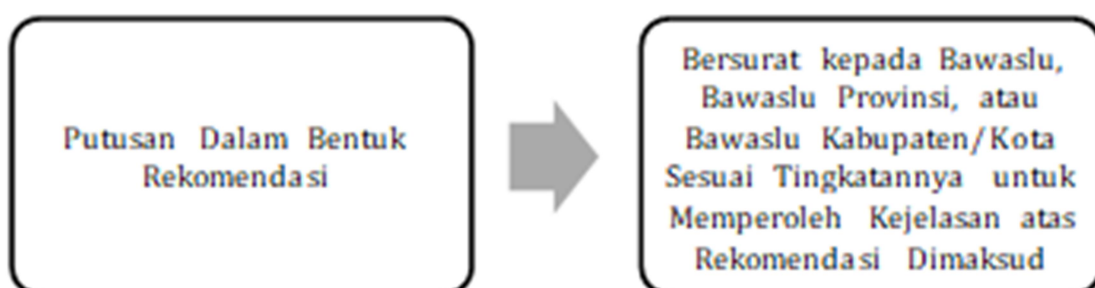 Putusan Dalam Bentuk
Rekomendasi
Bersurat kepada Bawaslu,
Bawaslu Provinsi, atau
Bawaslu Kabupaten/Kota
Sesuai Tingkatannya untuk
Memperoleh Kejelasan atas
Rekomendasi Dimaksud